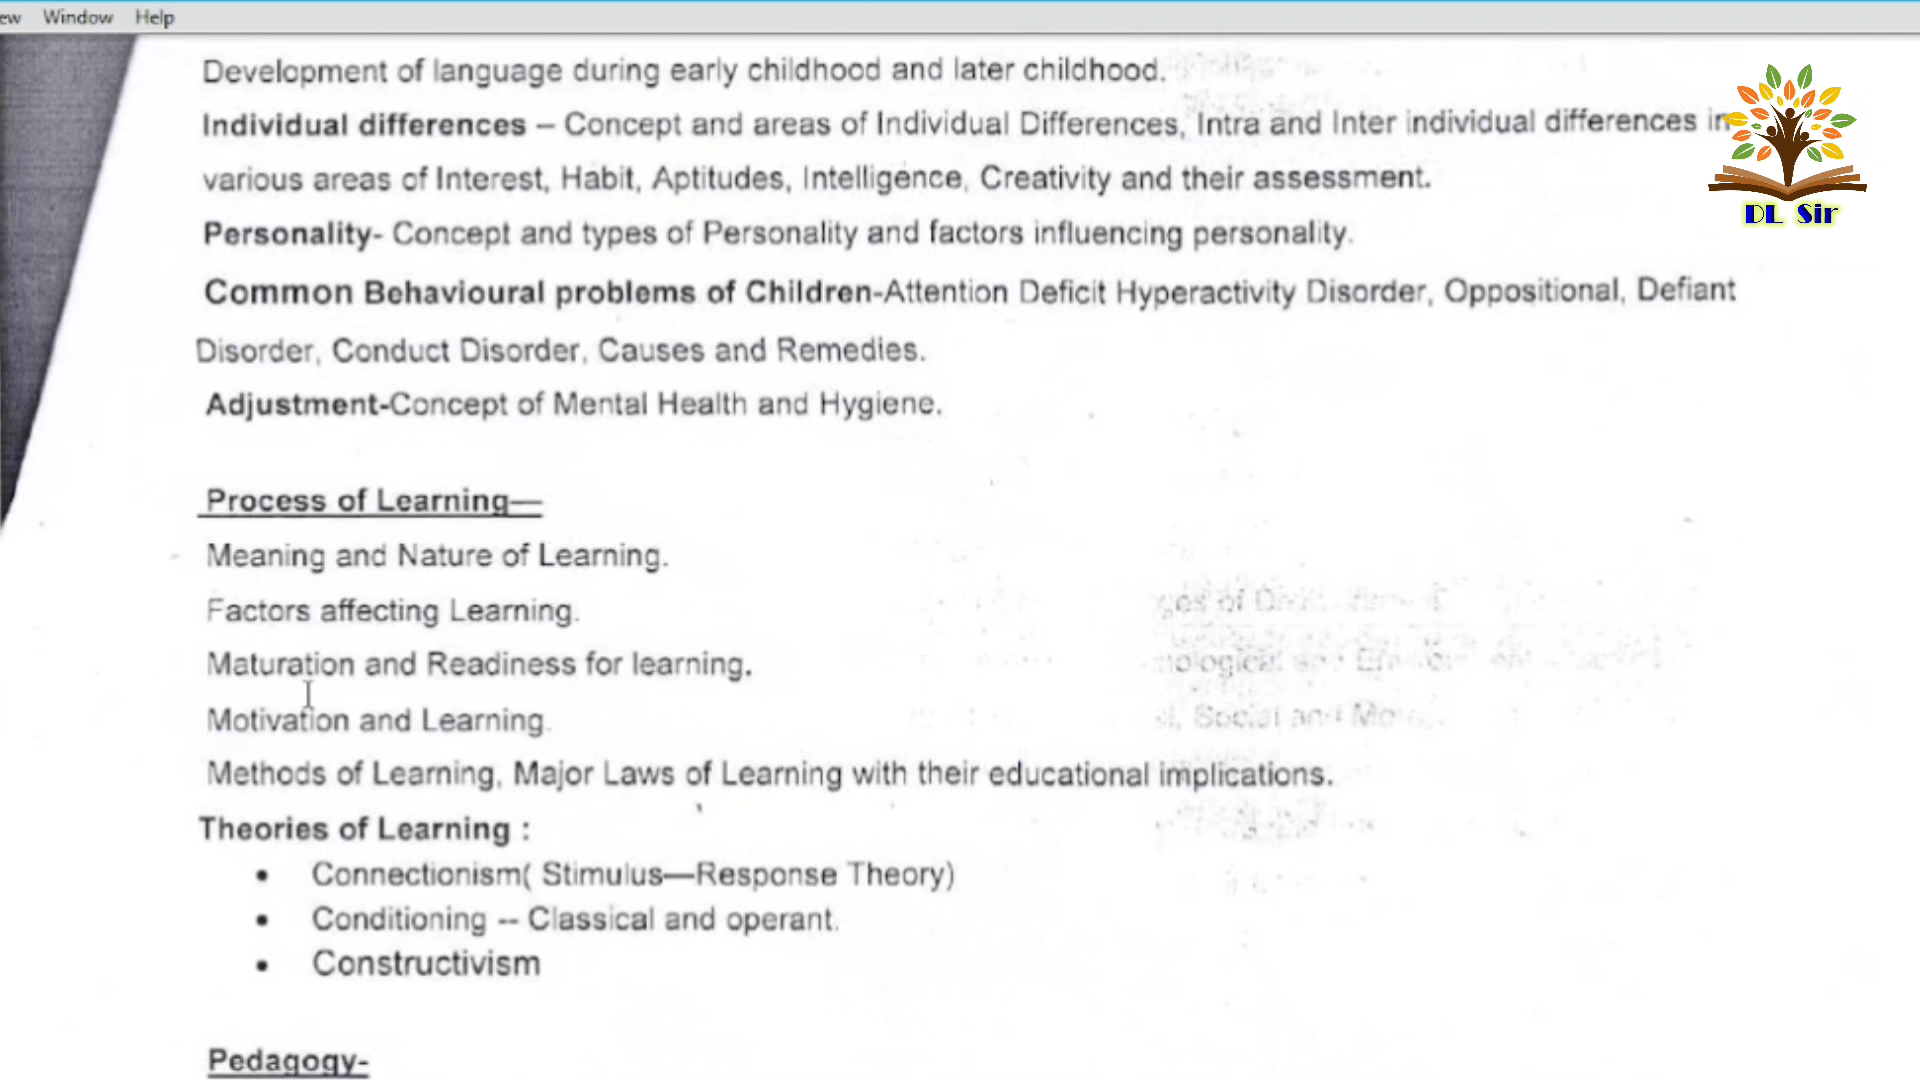 Window Help
Development of language during early childhood and later childhood.
Individual differences – Concept and areas of Individual Differences, Intra and Inter individual differences in
various areas of Interest, Habit, Aptitudes, Intelligence, Creativity and their assessment.
DL Sir
Personality- Concept and types of Personality and factors influencing personality.
Common Behavioural problems of Children-Attention Deficit Hyperactivity Disorder, Oppositional, Defiant
Disorder, Conduct Disorder, Causes and Remedies.
Adjustment-Concept of Mental Health and Hygiene.
Process of Learning—
Meaning and Nature of Learning.
Factors affecting Learning.
Maturation and Readiness for learning.
Motivation and Learning.
Methods of Learning, Major Laws of Learning with their educational implications.
Theories of Learning :
• Connectionism( Stimulus—Response Theory)
• Conditioning -- Classical and operant.
• Constructivism
Pedagogy-